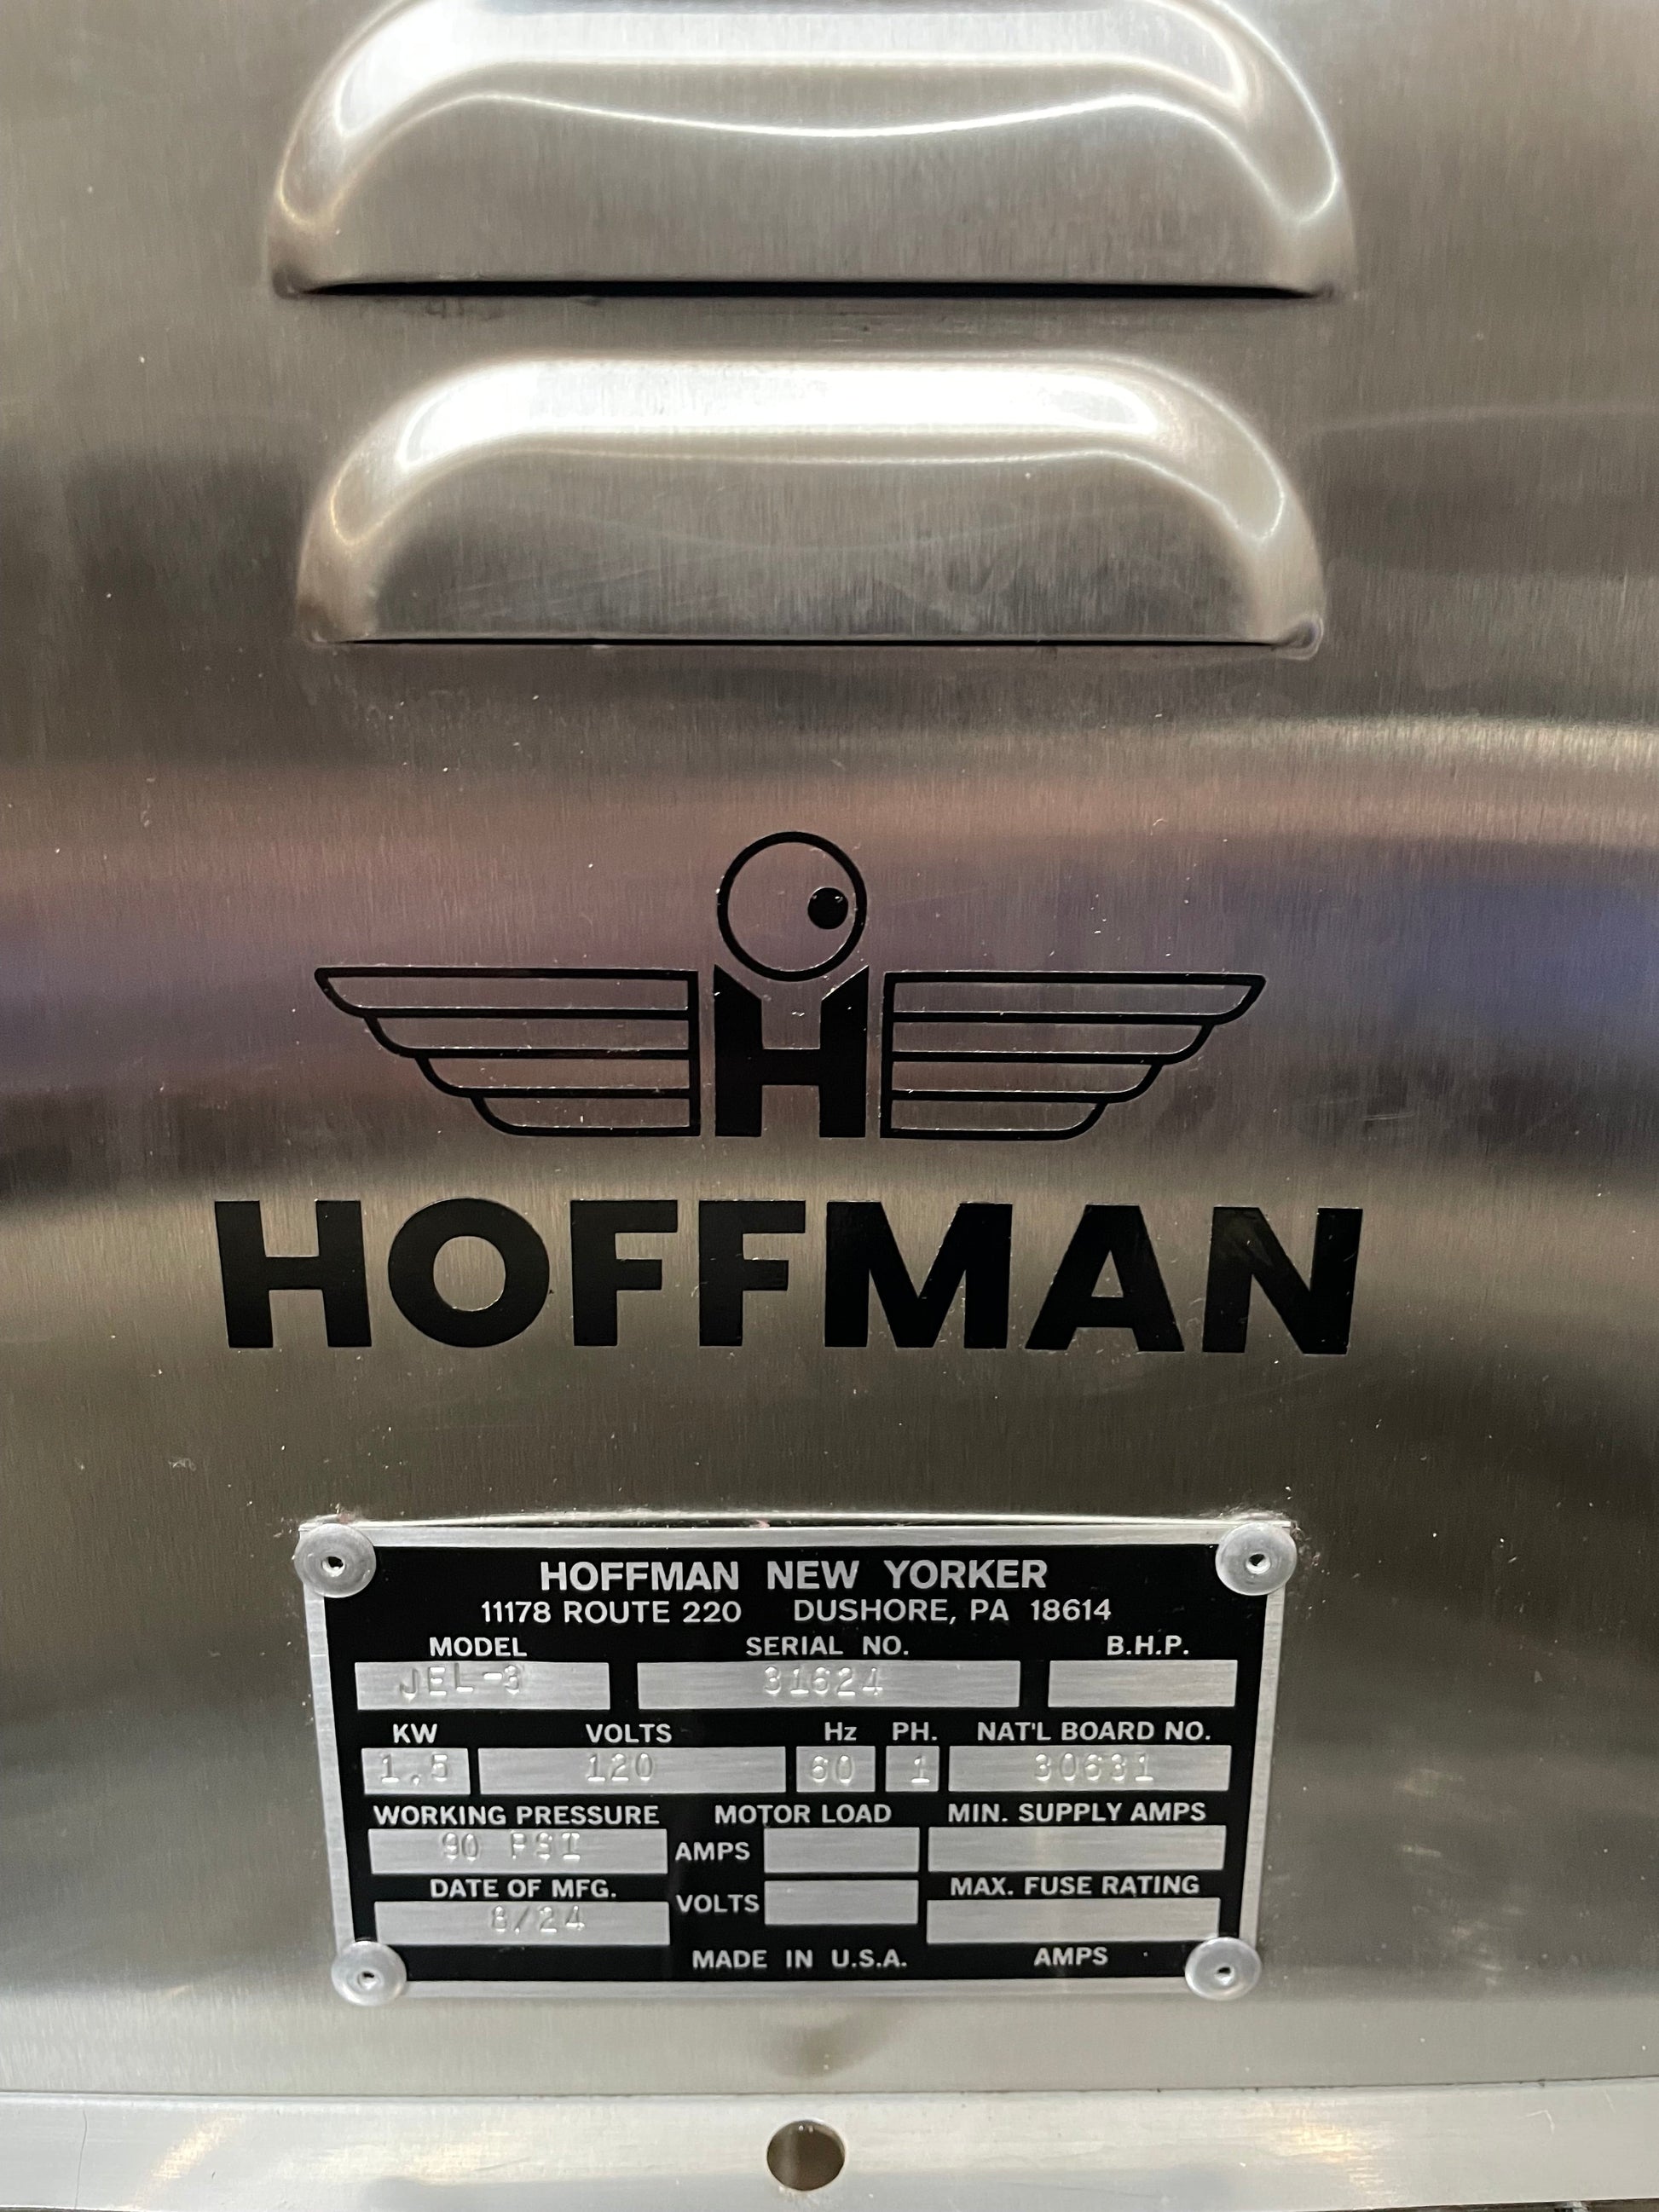 H
HOFFMAN
HOFFMAN NEW YORKER
11178 ROUTE 220 DUSHORE, PA 18614
MODEL SERIAL NO. B.H.P.
JEL-3 31624
KW VOLTS Hz PH. NAT'L BOARD NO.
1.5 120 60 1 30631
WORKING PRESSURE MOTOR LOAD MIN. SUPPLY AMPS
90 PSI AMPS
DATE OF MFG. VOLTS MAX. FUSE RATING
8/24
MADE IN U.S.A. AMPS